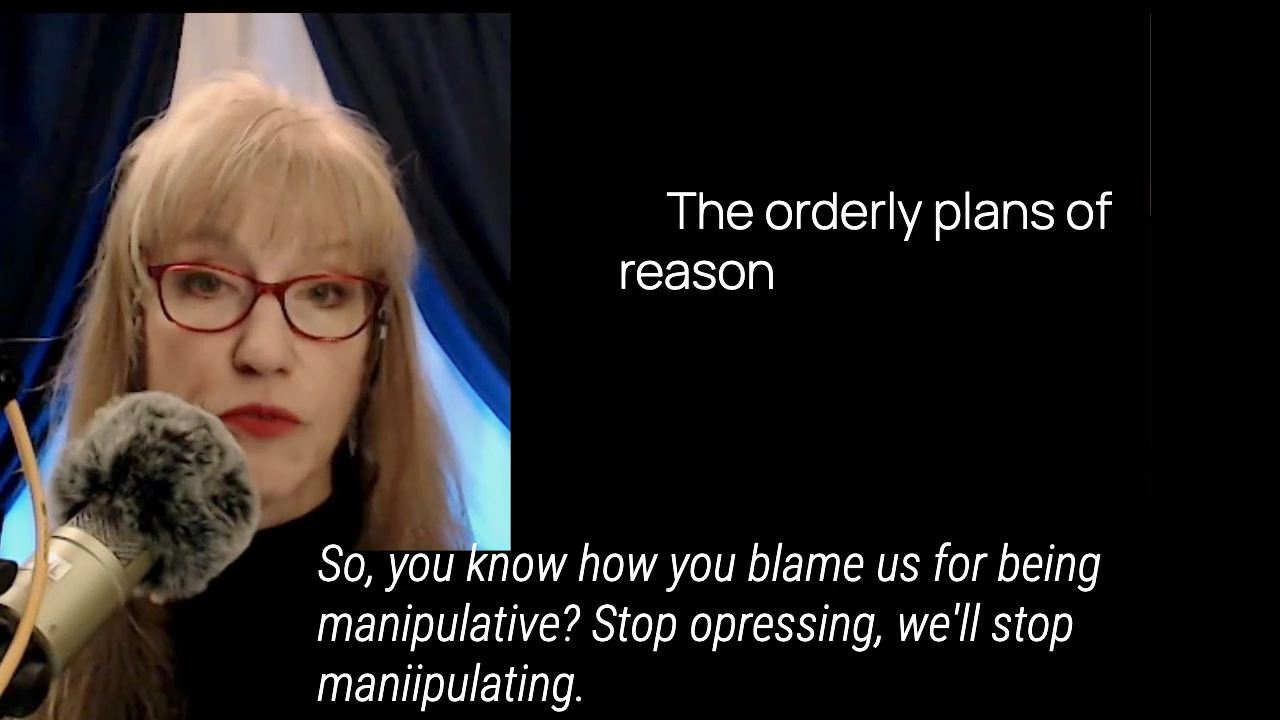 The orderly plans of
reason
So, you know how you blame us for being
manipulative? Stop opressing, we'll stop
maniipulating.